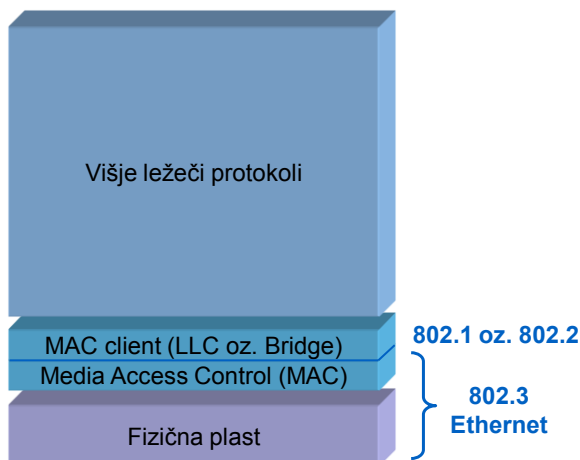 Višje ležeči protokoli
MAC client (LLC oz. Bridge)
802.1 oz. 802.2
Media Access Control (MAC)
802.3
Ethernet
Fizična plast